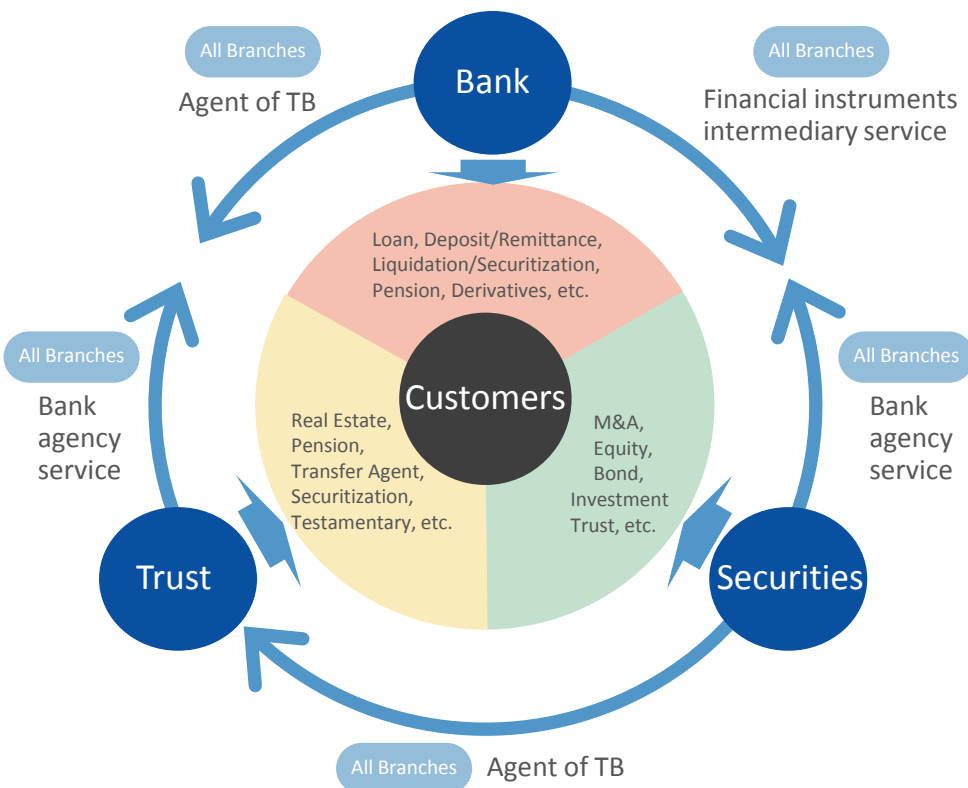 All Branches
Agent of TB
Bank
All Branches
Financial instruments
intermediary service
Loan, Deposit/Remittance,
Liquidation/Securitization,
Pension, Derivatives, etc.
All Branches
Bank
agency
service
Customers
All Branches
Bank
agency
service
Real Estate,
Pension,
Transfer Agent,
Securitization,
Testamentary, etc.
M&A,
Equity,
Bond,
Investment
Trust, etc.
Trust
Securities
All Branches
Agent of TB